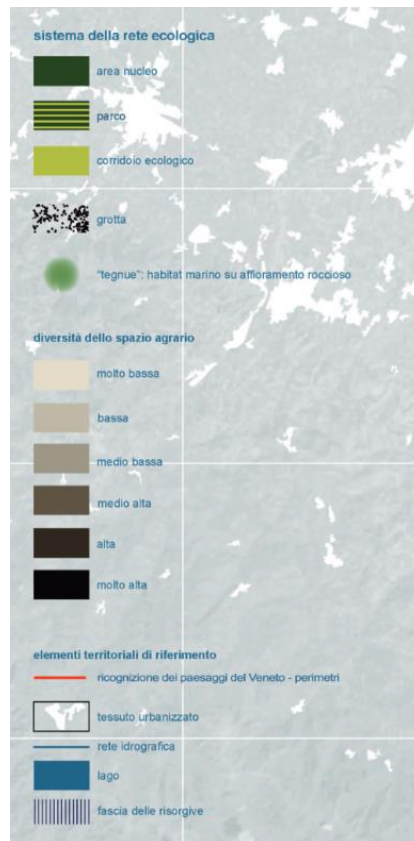 sistema della rete ecologica
area nucleo
parco
corridoio ecologico
grotta
"tegnue": habitat marino su affioramento roccioso
diversità dello spazio agrario
molto bassa
bassa
medio bassa
medio alta
alta
molto alta
elementi territoriali di riferimento
ricognizione dei paesaggi del Veneto - perimetri
tessuto urbanizzato
rete idrografica
lago
fascia delle risorgive